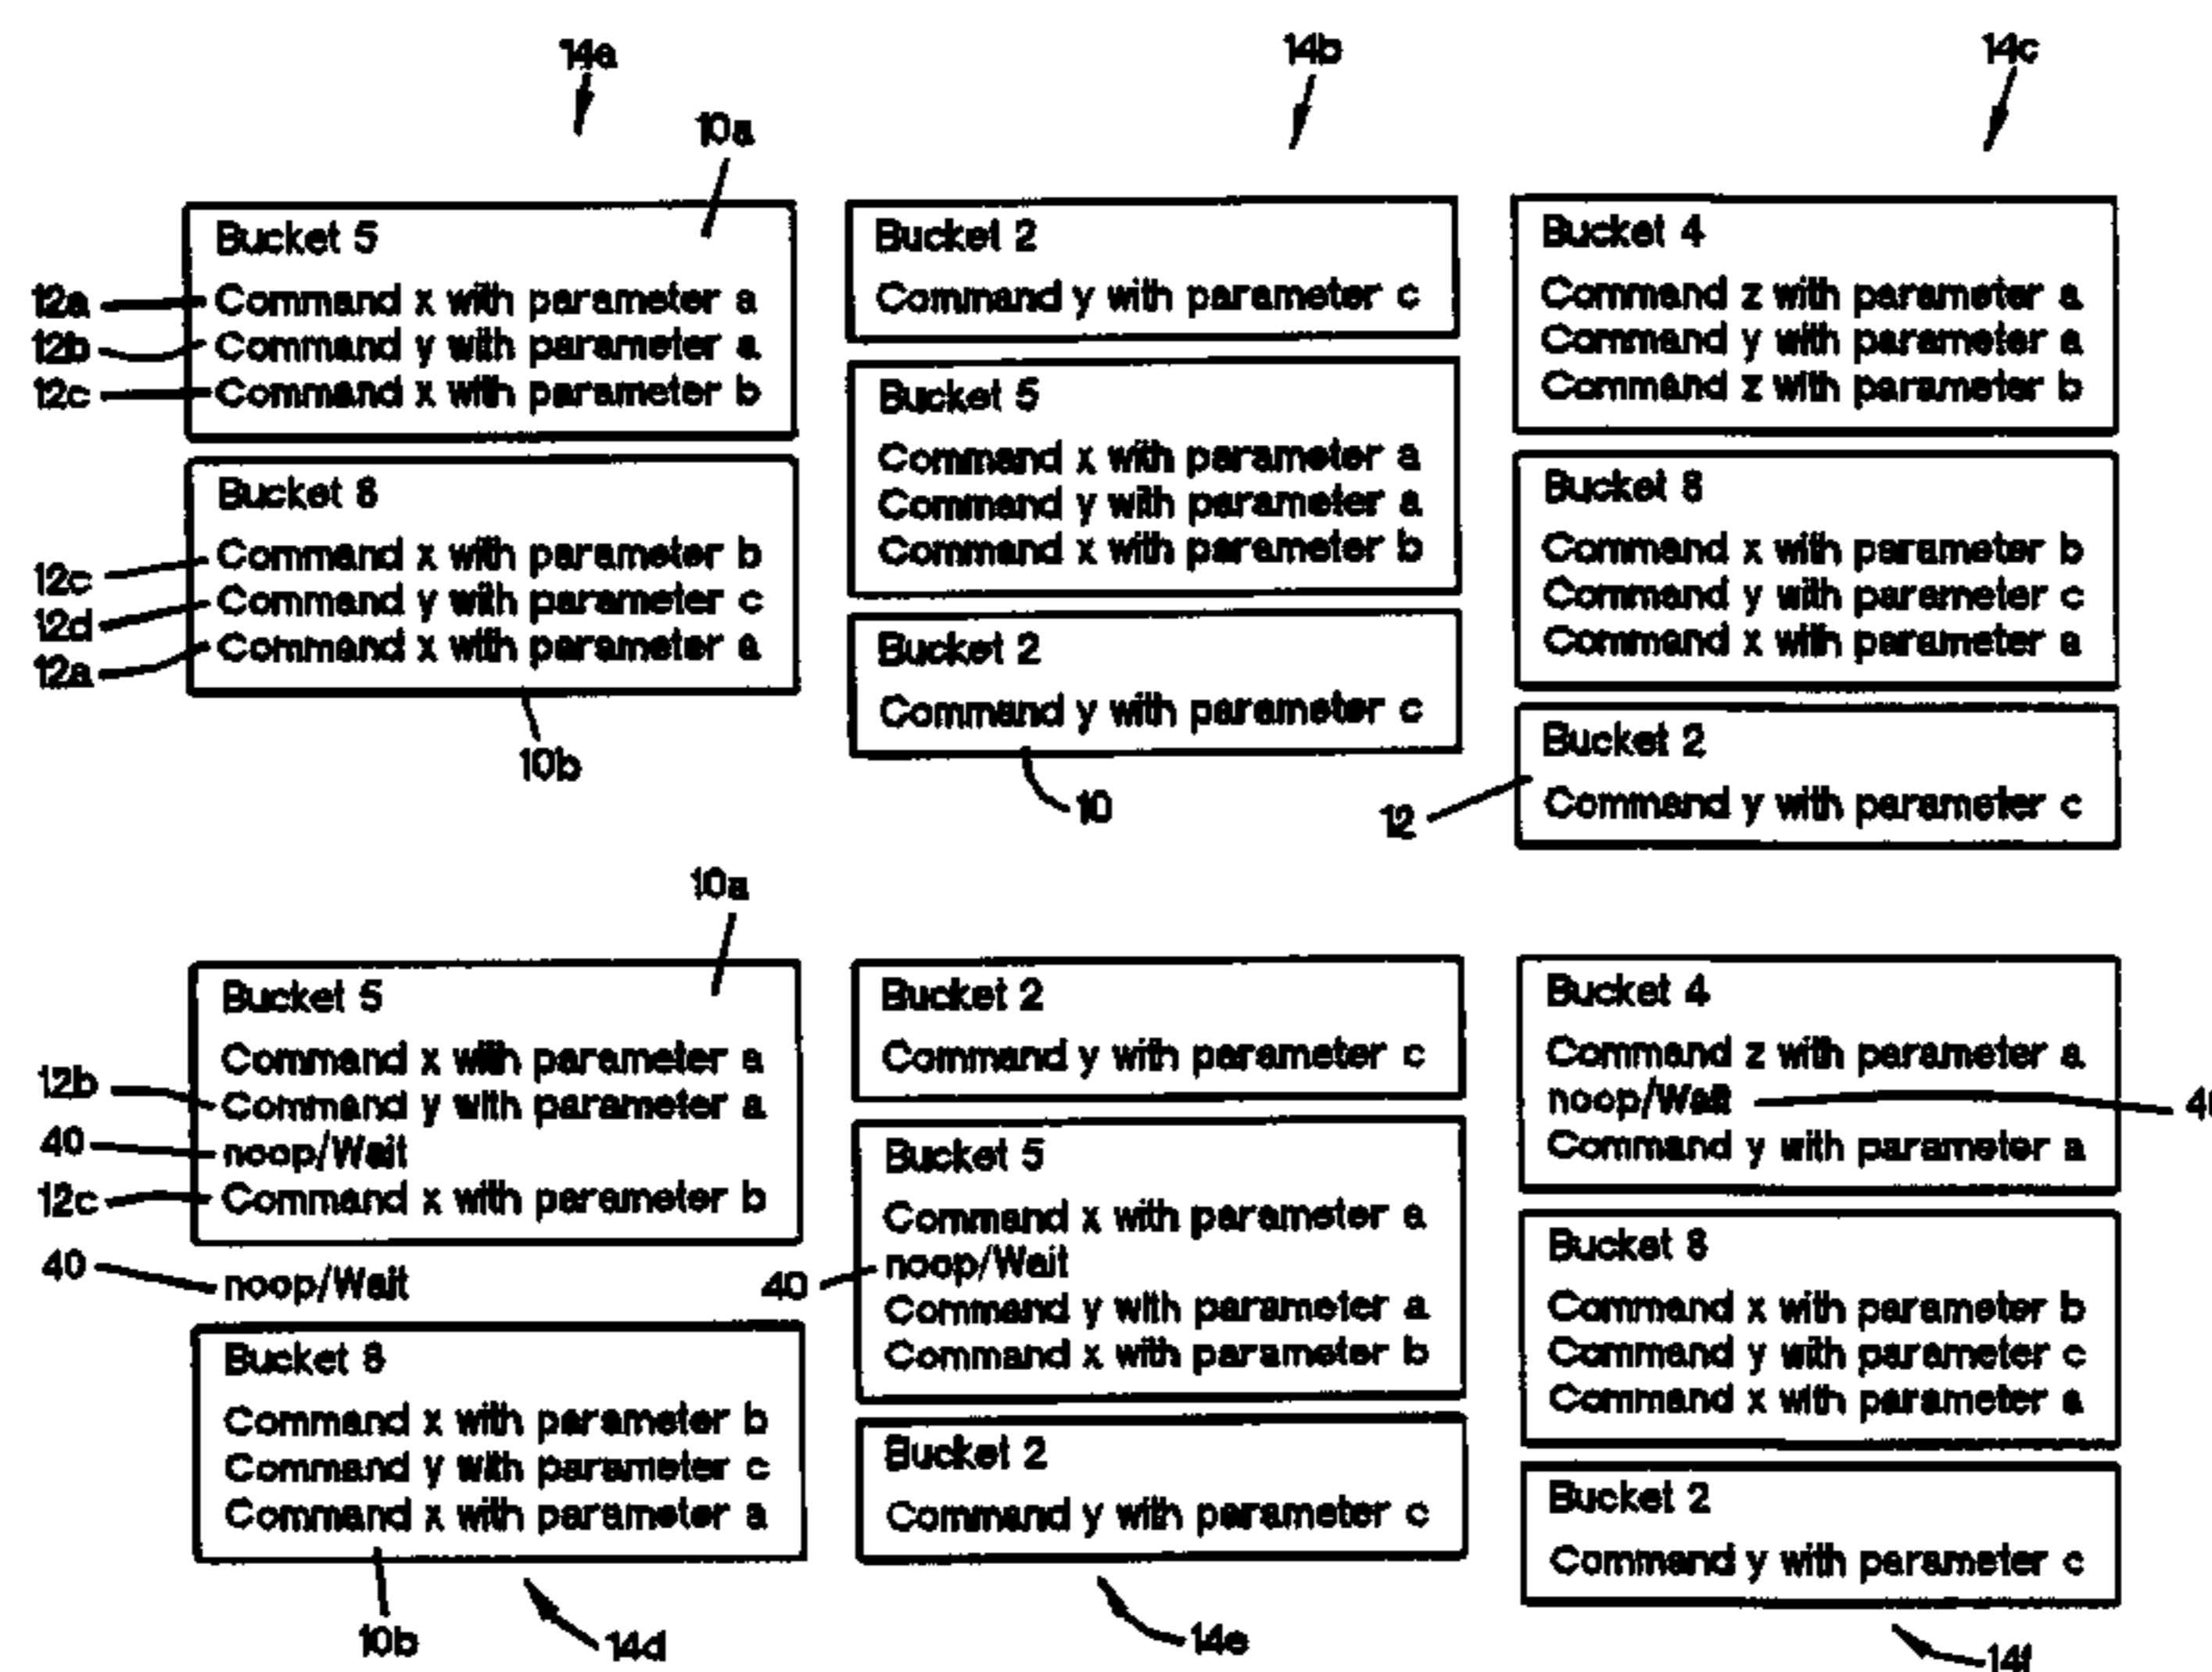 14a
14b
14c
10a
Bucket 5
12a
Command x with parameter a
12b
Command y with parameter a
12c
Command x with parameter b
Bucket 8
12c
Command x with parameter b
12d
Command y with parameter c
12a
Command x with parameter a
10b
Bucket 2
Command y with parameter c
Bucket 5
Command x with parameter a
Command y with parameter a
Command x with parameter b
Bucket 2
Command y with parameter c
10
Bucket 4
Command z with parameter a
Command y with parameter a
Command z with parameter b
Bucket 8
Command x with parameter b
Command y with parameter c
Command x with parameter a
Bucket 2
12
Command y with parameter c
10a
Bucket 5
Command x with parameter a
12b
Command y with parameter a
40
noop/Wait
12c
Command x with parameter b
40
noop/Wait
Bucket 8
Command x with parameter b
Command y with parameter c
Command x with parameter a
10b
14d
Bucket 2
Command y with parameter c
Bucket 5
Command x with parameter a
40
noop/Wait
Command y with parameter a
Command x with parameter b
Bucket 2
Command y with parameter c
14e
Bucket 4
Command z with parameter a
noop/Wait
Command y with parameter a
Bucket 8
Command x with parameter b
Command y with parameter c
Command x with parameter a
Bucket 2
Command y with parameter c
14f